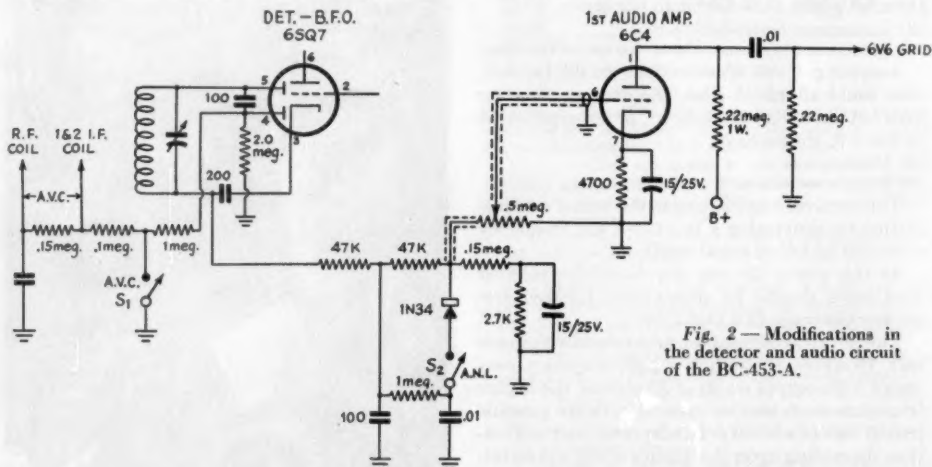 DET. — B.F.O.
6SQ7
1ST AUDIO AMP.
6C4
6
5
2
4
3
100
2.0
meg.
200
R.F.
COIL
1&2 I.F.
COIL
A.V.C.
.15meg.
.1meg.
1meg.
A.V.C.
S1
47K
47K
.15meg.
.5meg.
1N34
S2
A.N.L.
1meg.
100
.01
2.7K
15/25V.
1
6
7
4700
15/25V.
.01
6V6 GRID
.22meg.
1W.
.22meg.
B+
Fig. 2 — Modifications in
the detector and audio circuit
of the BC-453-A.